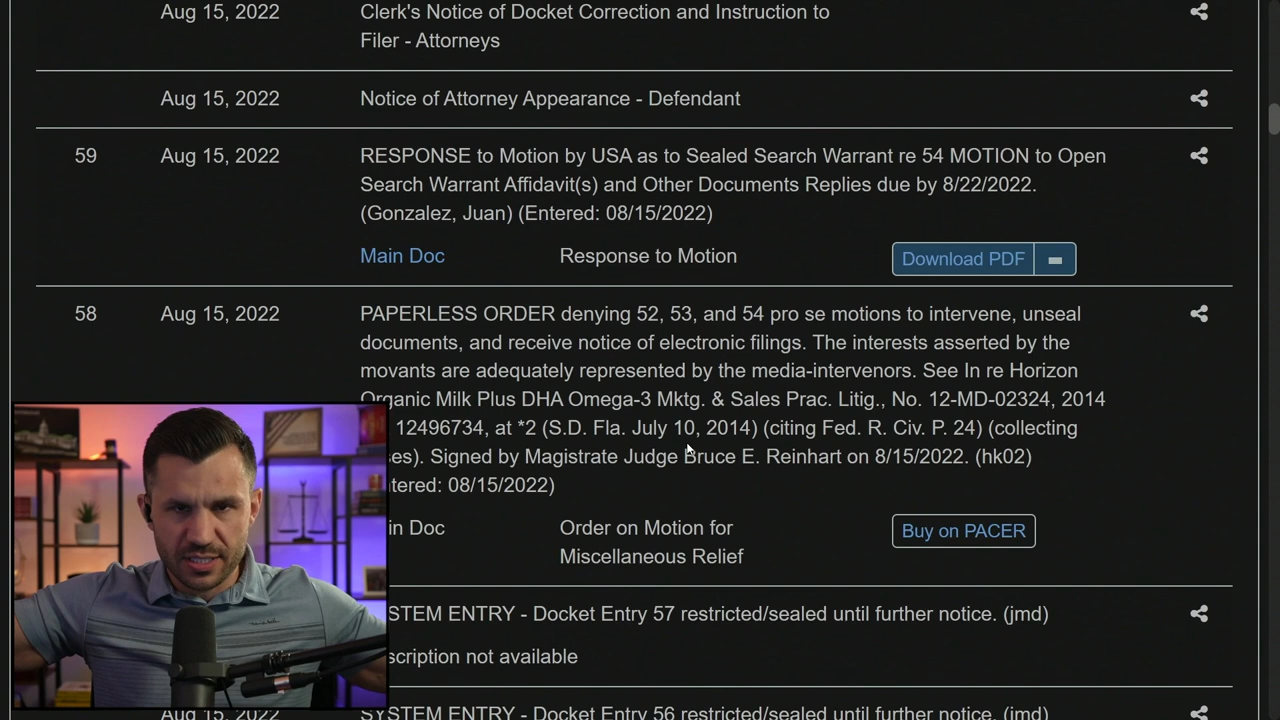 Aug 15, 2022 Clerk's Notice of Docket Correction and Instruction to
Filer - Attorneys
Aug 15, 2022 Notice of Attorney Appearance - Defendant
59 Aug 15, 2022 RESPONSE to Motion by USA as to Sealed Search Warrant re 54 MOTION to Open
Search Warrant Affidavit(s) and Other Documents Replies due by 8/22/2022.
(Gonzalez, Juan) (Entered: 08/15/2022)
Main Doc Response to Motion Download PDF
58 Aug 15, 2022 PAPERLESS ORDER denying 52, 53, and 54 pro se motions to intervene, unseal
documents, and receive notice of electronic filings. The interests asserted by the
movants are adequately represented by the media-intervenors. See In re Horizon
Organic Milk Plus DHA Omega-3 Mktg. & Sales Prac. Litig., No. 12-MD-02324, 2014
12496734, at *2 (S.D. Fla. July 10, 2014) (citing Fed. R. Civ. P. 24) (collecting
ses). Signed by Magistrate Judge Bruce E. Reinhart on 8/15/2022. (hk02)
tered: 08/15/2022)
in Doc Order on Motion for Buy on PACER
Miscellaneous Relief
STEM ENTRY - Docket Entry 57 restricted/sealed until further notice. (jmd)
scription not available
Aug 15, 2022 SYSTEM ENTRY - Docket Entry 56 restricted/sealed until further notice. (jmd)